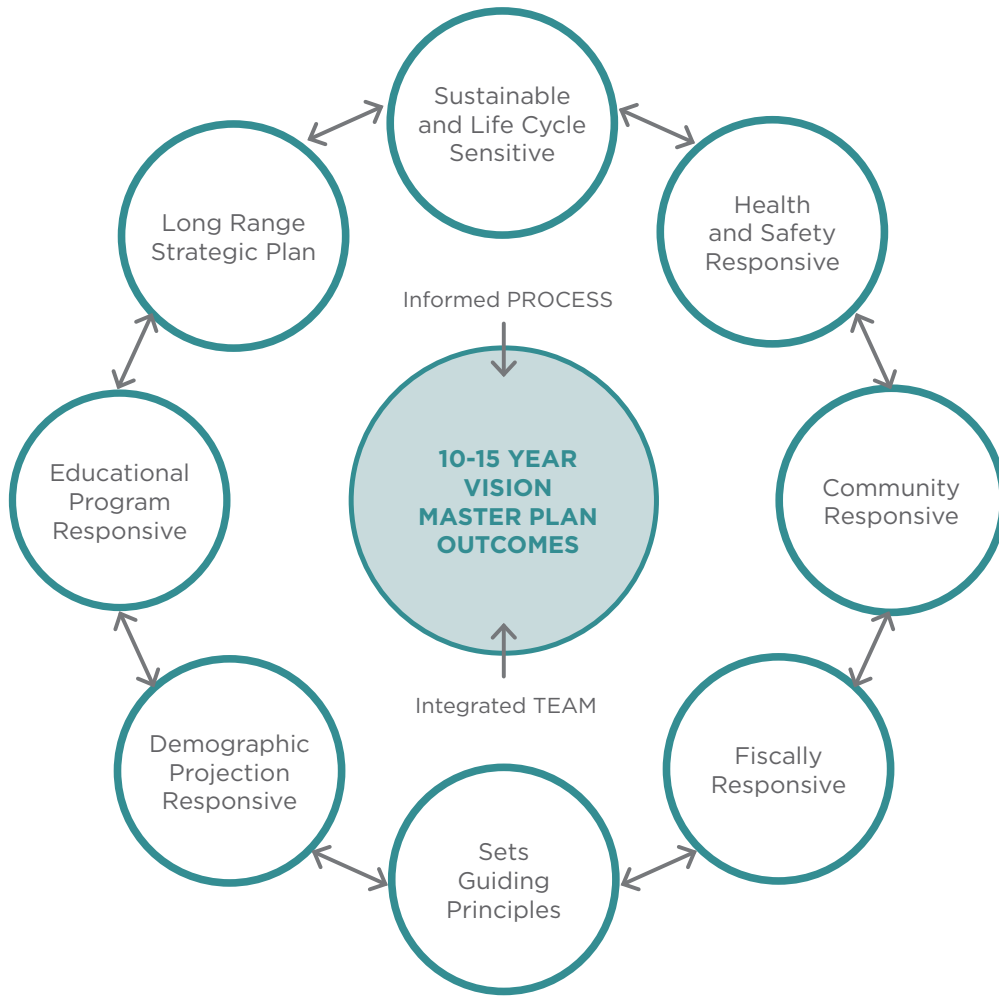 Sustainable
and Life Cycle
Sensitive
Health
and Safety
Responsive
Community
Responsive
Fiscally
Responsive
Sets
Guiding
Principles
Demographic
Projection
Responsive
Educational
Program
Responsive
Long Range
Strategic Plan
Informed PROCESS
10-15 YEAR
VISION
MASTER PLAN
OUTCOMES
Integrated TEAM